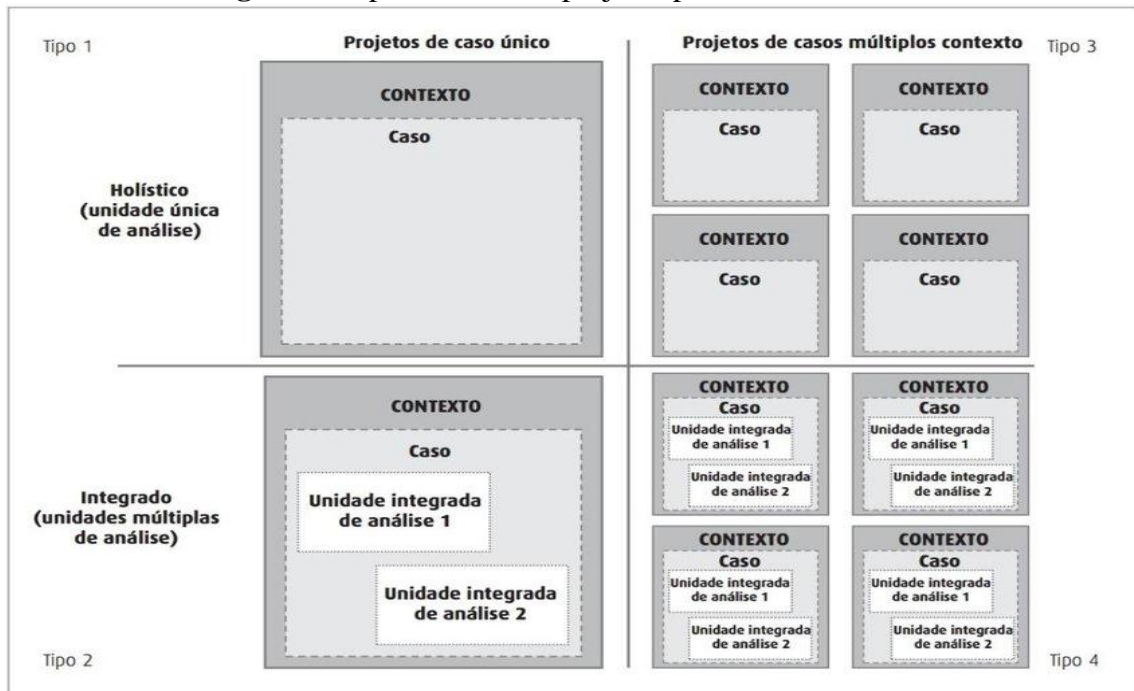 Tipo 1
Projetos de caso único
Projetos de casos múltiplos contexto
Tipo 3
Holístico
(unidade única
de análise)
CONTEXTO
Caso
CONTEXTO
Caso
CONTEXTO
Caso
CONTEXTO
Caso
CONTEXTO
Caso
Integrado
(unidades múltiplas
de análise)
CONTEXTO
Caso
Unidade integrada
de análise 1
Unidade integrada
de análise 2
CONTEXTO
Caso
Unidade integrada
de análise 1
Unidade integrada
de análise 2
CONTEXTO
Caso
Unidade integrada
de análise 1
Unidade integrada
de análise 2
CONTEXTO
Caso
Unidade integrada
de análise 1
Unidade integrada
de análise 2
CONTEXTO
Caso
Unidade integrada
de análise 1
Unidade integrada
de análise 2
Tipo 2
Tipo 4